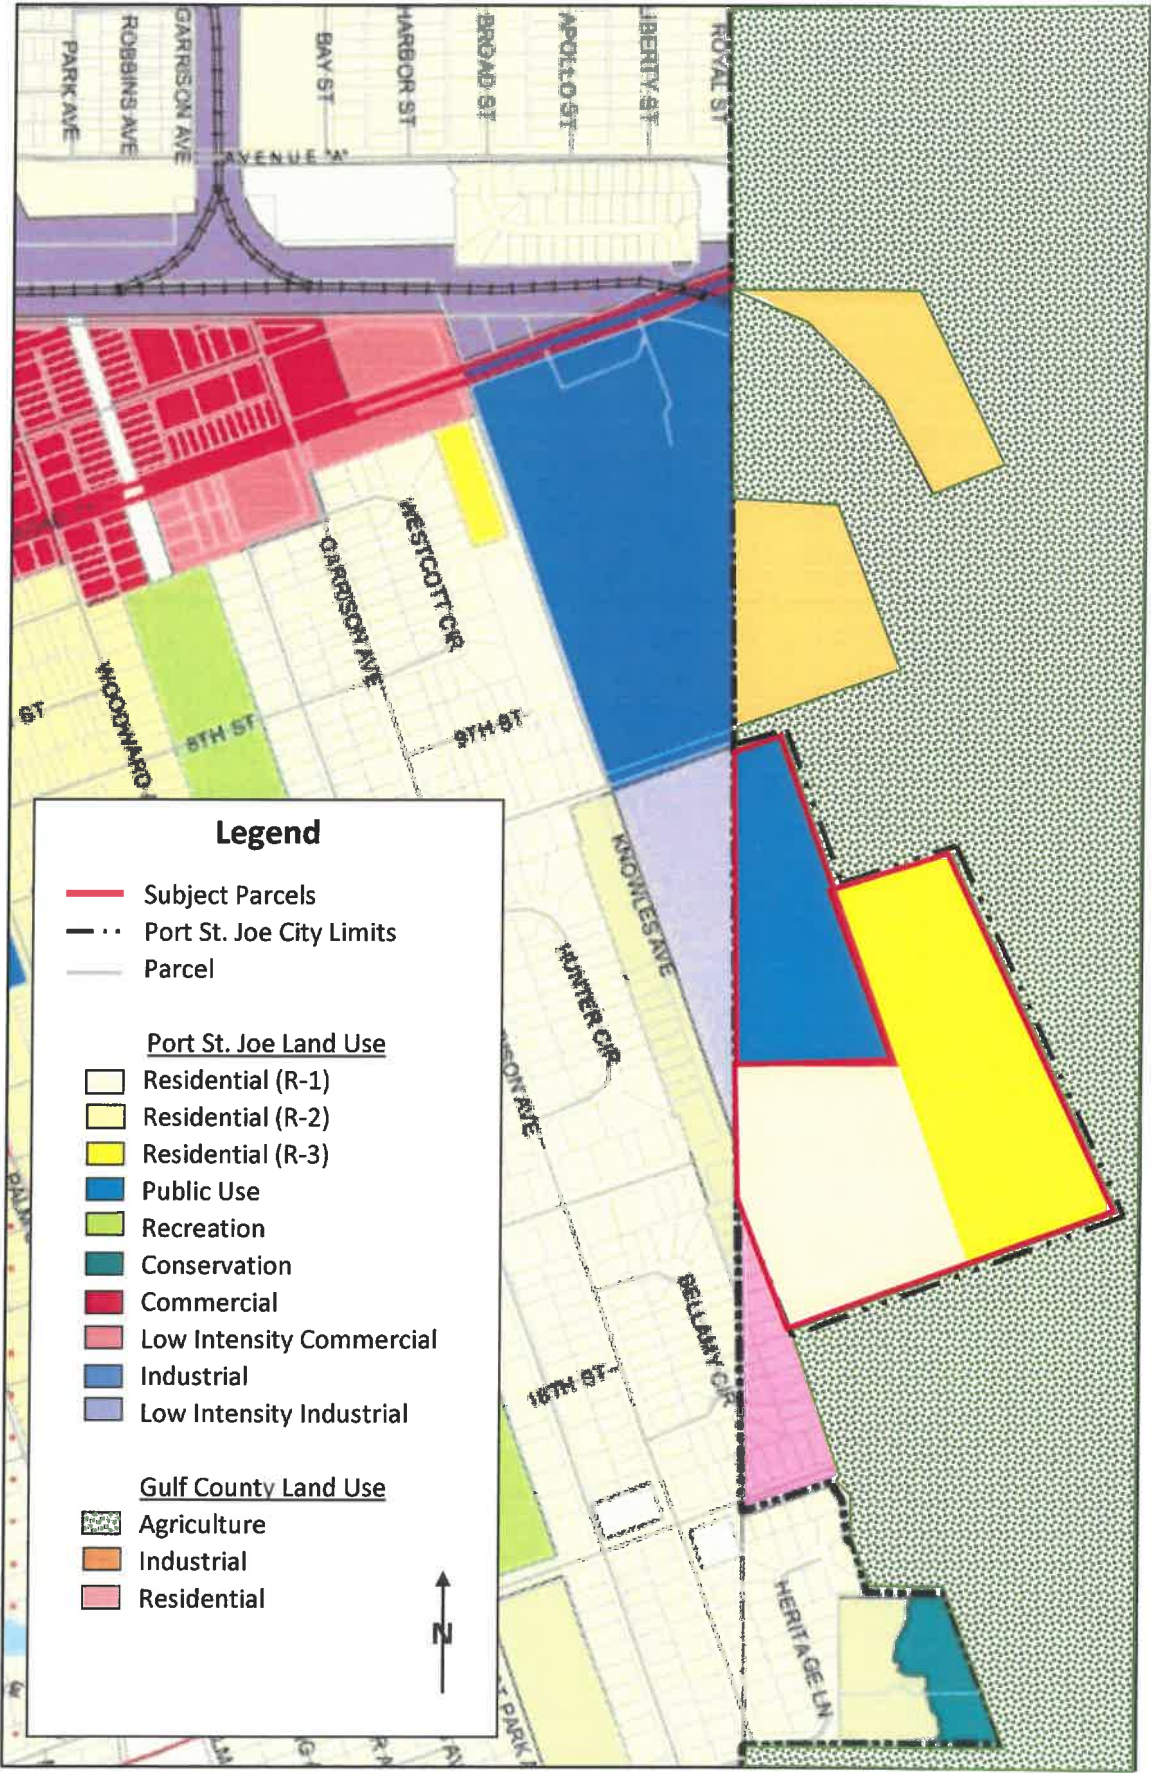 PARK AVE
ROBBINS AVE
GARRISON AVE
BAY ST
HARBOR ST
BROAD ST
APOLLO ST
IBERTY ST
ROYAL ST
AVENUE "A"
WESTCOTT CIR
GARRISON AVE
WOODWARD
ST
8TH ST
9TH ST
KNOWLES AVE
HUNTER CIR
ISON AVE
BELLAMY CIR
16TH ST
HERITAGE LN
PALM
Legend
Subject Parcels
Port St. Joe City Limits
Parcel
Port St. Joe Land Use
Residential (R-1)
Residential (R-2)
Residential (R-3)
Public Use
Recreation
Conservation
Commercial
Low Intensity Commercial
Industrial
Low Intensity Industrial
Gulf County Land Use
Agriculture
Industrial
Residential
N